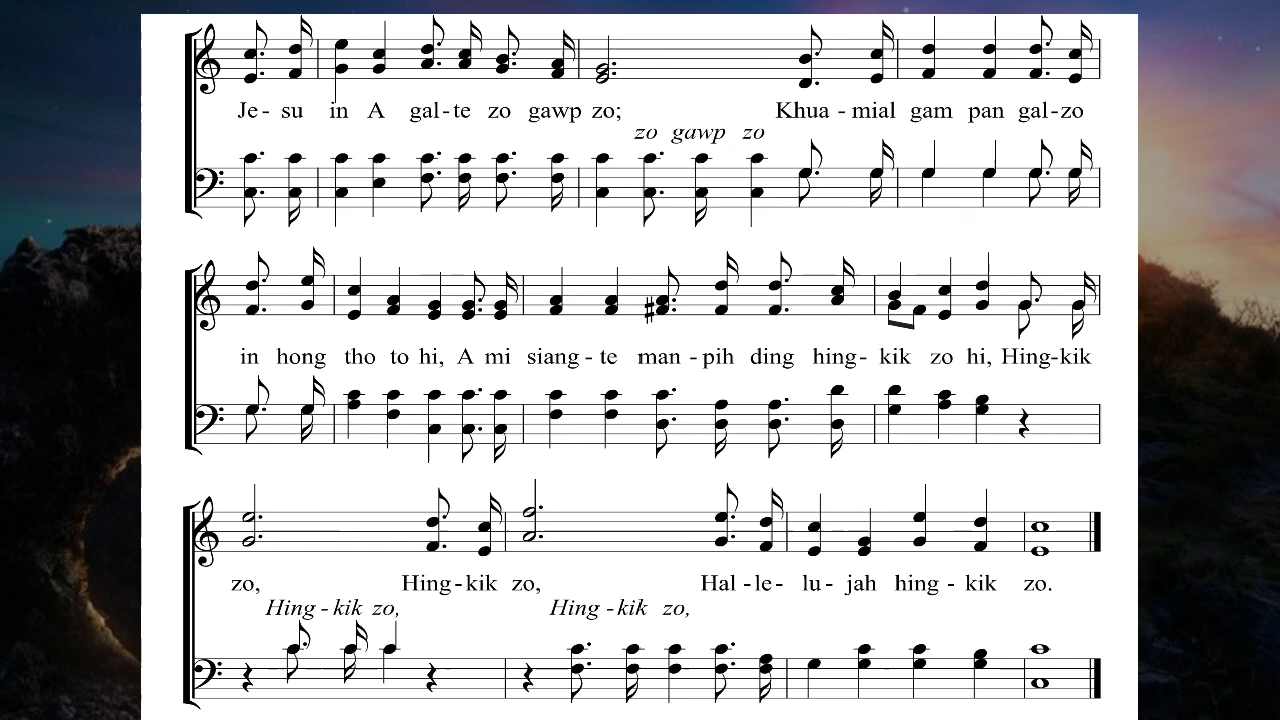 Je - su in A gal - te zo gawp zo; Khua - mial gam pan gal - zo
zo gawp zo
in hong tho to hi, A mi siang - te man - pih ding hing - kik zo hi, Hing - kik
zo, Hing - kik zo, Hal - le - lu - jah hing - kik zo.
Hing - kik zo, Hing - kik zo,